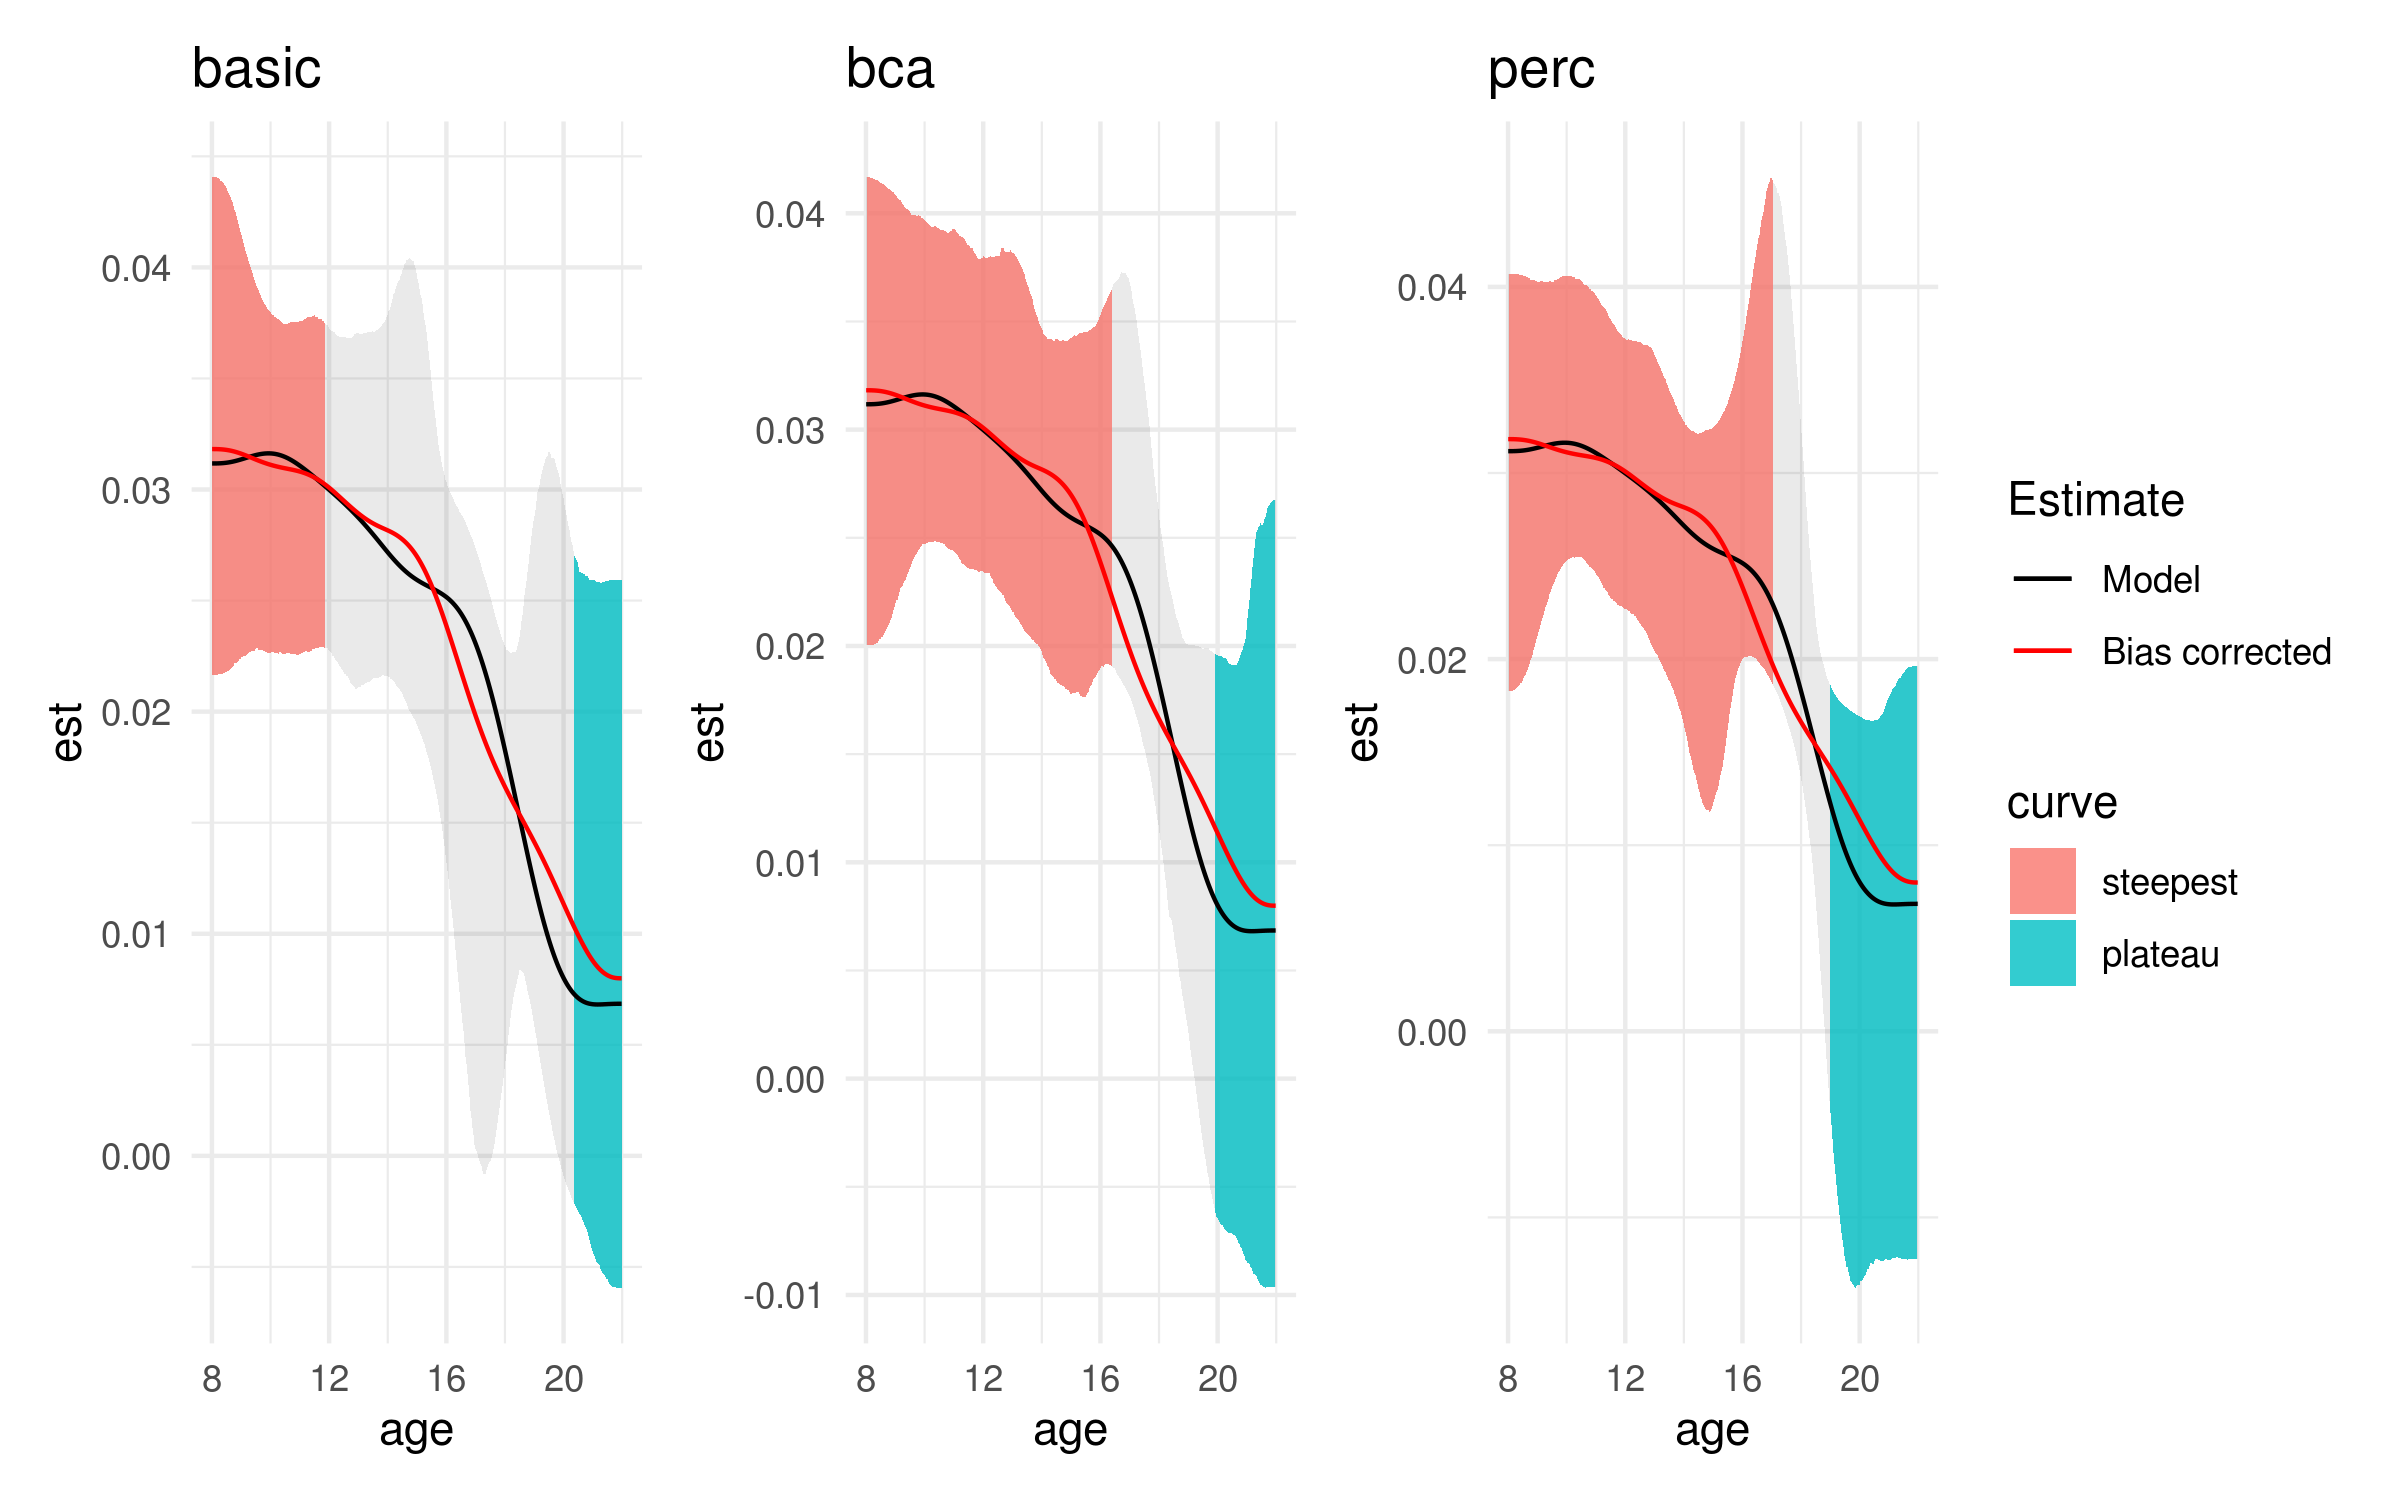 basic
bca
perc
0.04
0.03
0.02
0.01
0.00
est
8 12 16 20
age
0.04
0.03
0.02
0.01
0.00
-0.01
est
8 12 16 20
age
0.04
0.02
0.00
est
8 12 16 20
age
Estimate
Model
Bias corrected
curve
steepest
plateau